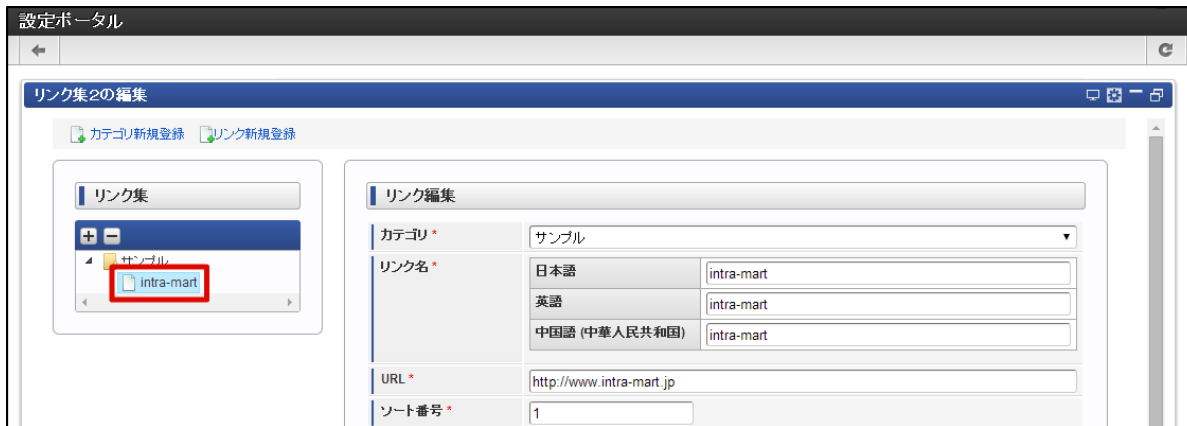 設定ポータル
リンク集2の編集
カテゴリ新規登録 リンク新規登録
リンク集
リンク編集
カテゴリ* サンプル
サンプル
intra-mart
リンク名* 日本語 intra-mart
英語 intra-mart
中国語 (中華人民共和国) intra-mart
URL* http://www.intra-mart.jp
ソート番号* 1